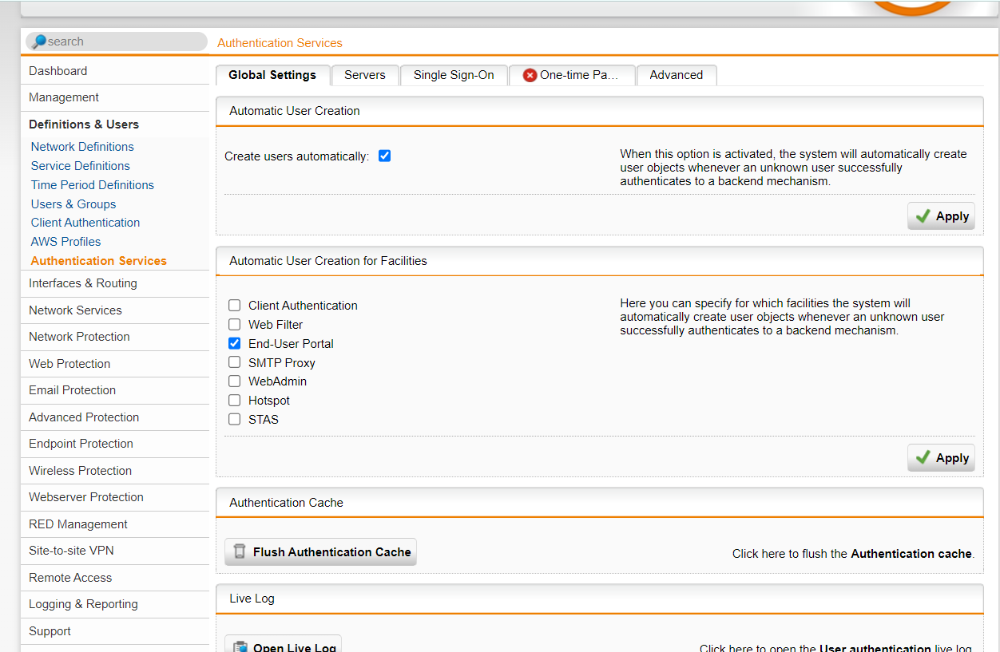 search
Authentication Services
Dashboard
Management
Definitions & Users
Network Definitions
Service Definitions
Time Period Definitions
Users & Groups
Client Authentication
AWS Profiles
Authentication Services
Interfaces & Routing
Network Services
Network Protection
Web Protection
Email Protection
Advanced Protection
Endpoint Protection
Wireless Protection
Webserver Protection
RED Management
Site-to-site VPN
Remote Access
Logging & Reporting
Support
Global Settings
Servers
Single Sign-On
One-time Pa...
Advanced
Automatic User Creation
Create users automatically:
When this option is activated, the system will automatically create
user objects whenever an unknown user successfully
authenticates to a backend mechanism.
Apply
Automatic User Creation for Facilities
Client Authentication
Web Filter
End-User Portal
SMTP Proxy
WebAdmin
Hotspot
STAS
Here you can specify for which facilities the system will
automatically create user objects whenever an unknown user
successfully authenticates to a backend mechanism.
Apply
Authentication Cache
Flush Authentication Cache
Click here to flush the Authentication cache.
Live Log
Open Live Log
Click here to open the User authentication live log